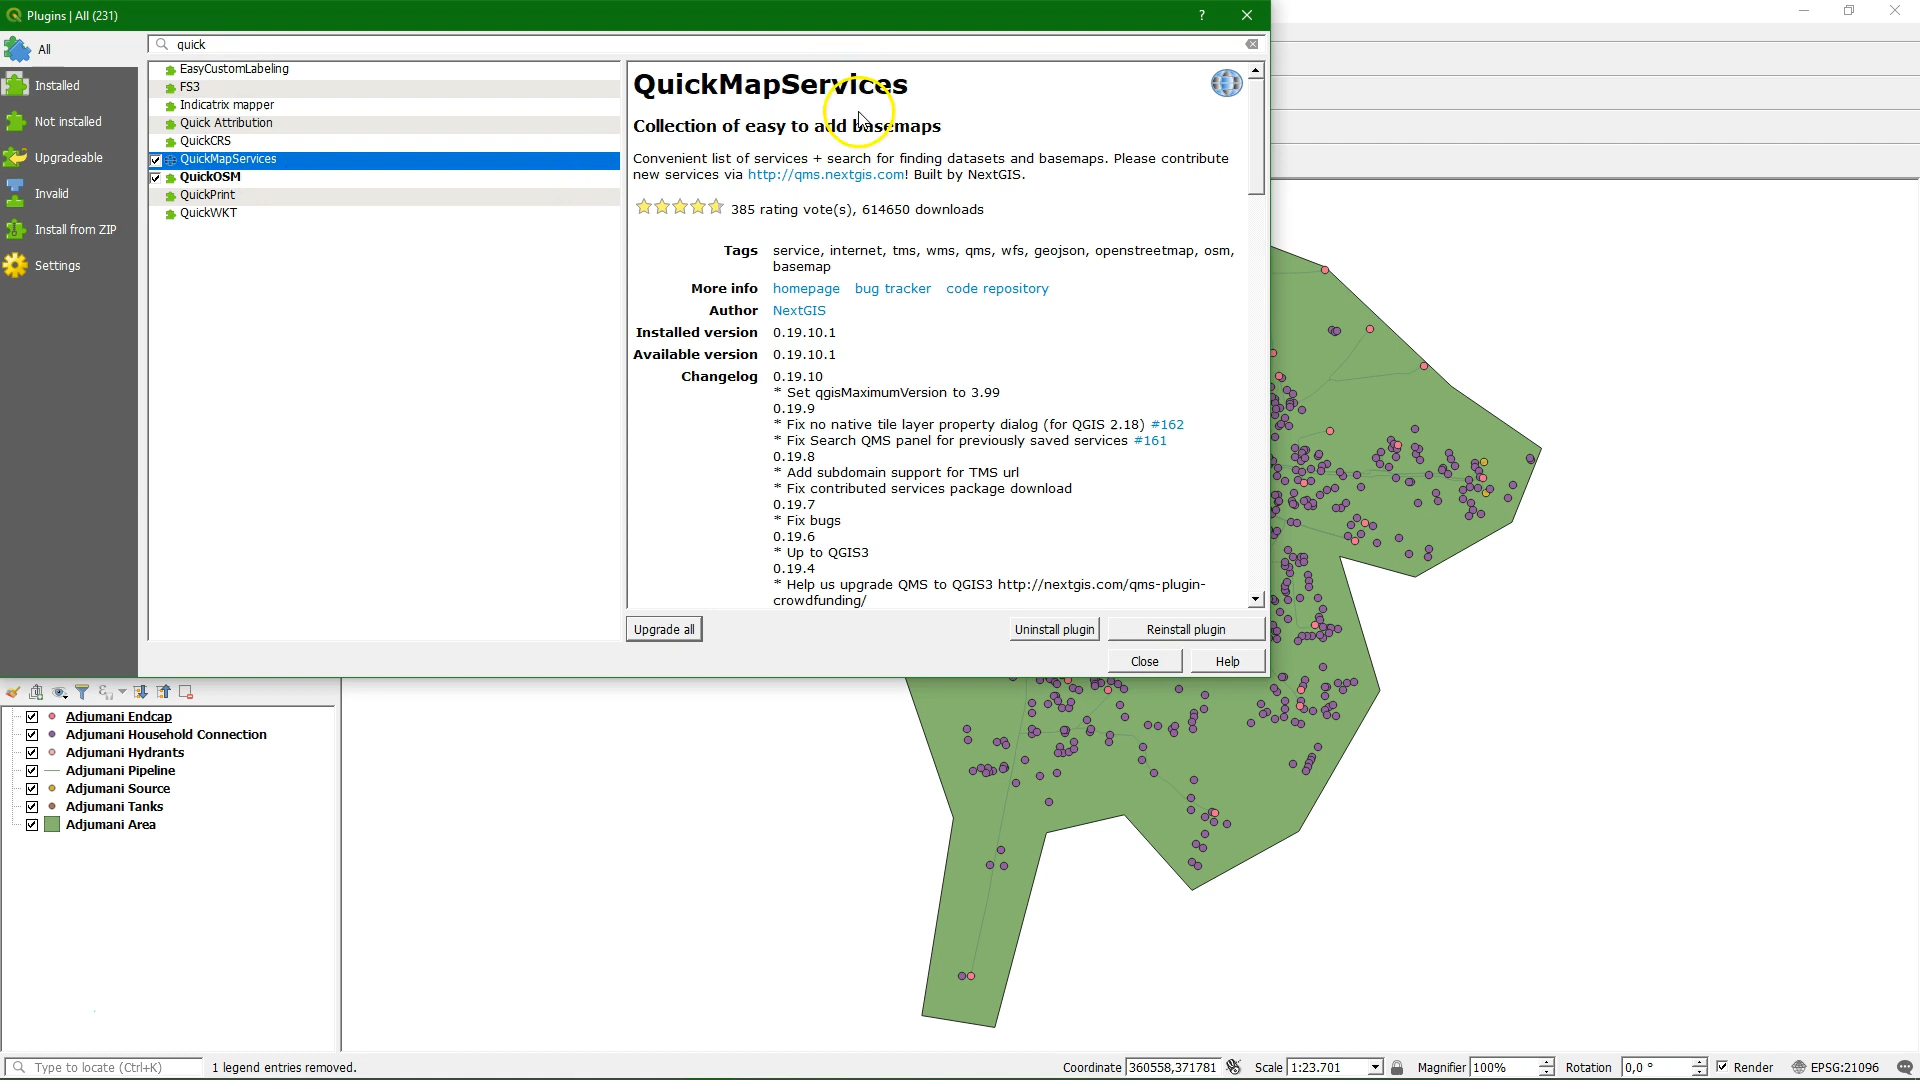 Plugins | All (231)
?
All
Installed
Not installed
Upgradeable
Invalid
Install from ZIP
Settings
quick
EasyCustomLabeling
FS3
Indicatrix mapper
Quick Attribution
QuickCRS
QuickMapServices
QuickOSM
QuickPrint
QuickWKT
QuickMapServices
Collection of easy to add basemaps
Convenient list of services + search for finding datasets and basemaps. Please contribute
new services via http://qms.nextgis.com! Built by NextGIS.
385 rating vote(s), 614650 downloads
Tags service, internet, tms, wms, qms, wfs, geojson, openstreetmap, osm,
basemap
More info homepage bug tracker code repository
Author NextGIS
Installed version 0.19.10.1
Available version 0.19.10.1
Changelog 0.19.10
* Set qgisMaximumVersion to 3.99
0.19.9
* Fix no native tile layer property dialog (for QGIS 2.18) #162
* Fix Search QMS panel for previously saved services #161
0.19.8
* Add subdomain support for TMS url
* Fix contributed services package download
0.19.7
* Fix bugs
0.19.6
* Up to QGIS3
0.19.4
* Help us upgrade QMS to QGIS3 http://nextgis.com/qms-plugin-
crowdfunding/
Upgrade all Uninstall plugin Reinstall plugin
Close Help
Adjumani Endcap
Adjumani Household Connection
Adjumani Hydrants
Adjumani Pipeline
Adjumani Source
Adjumani Tanks
Adjumani Area
Type to locate (Ctrl+K) 1 legend entries removed. Coordinate 360558,371781 Scale 1:23.701 Magnifier 100% Rotation 0,0 ° Render EPSG:21096